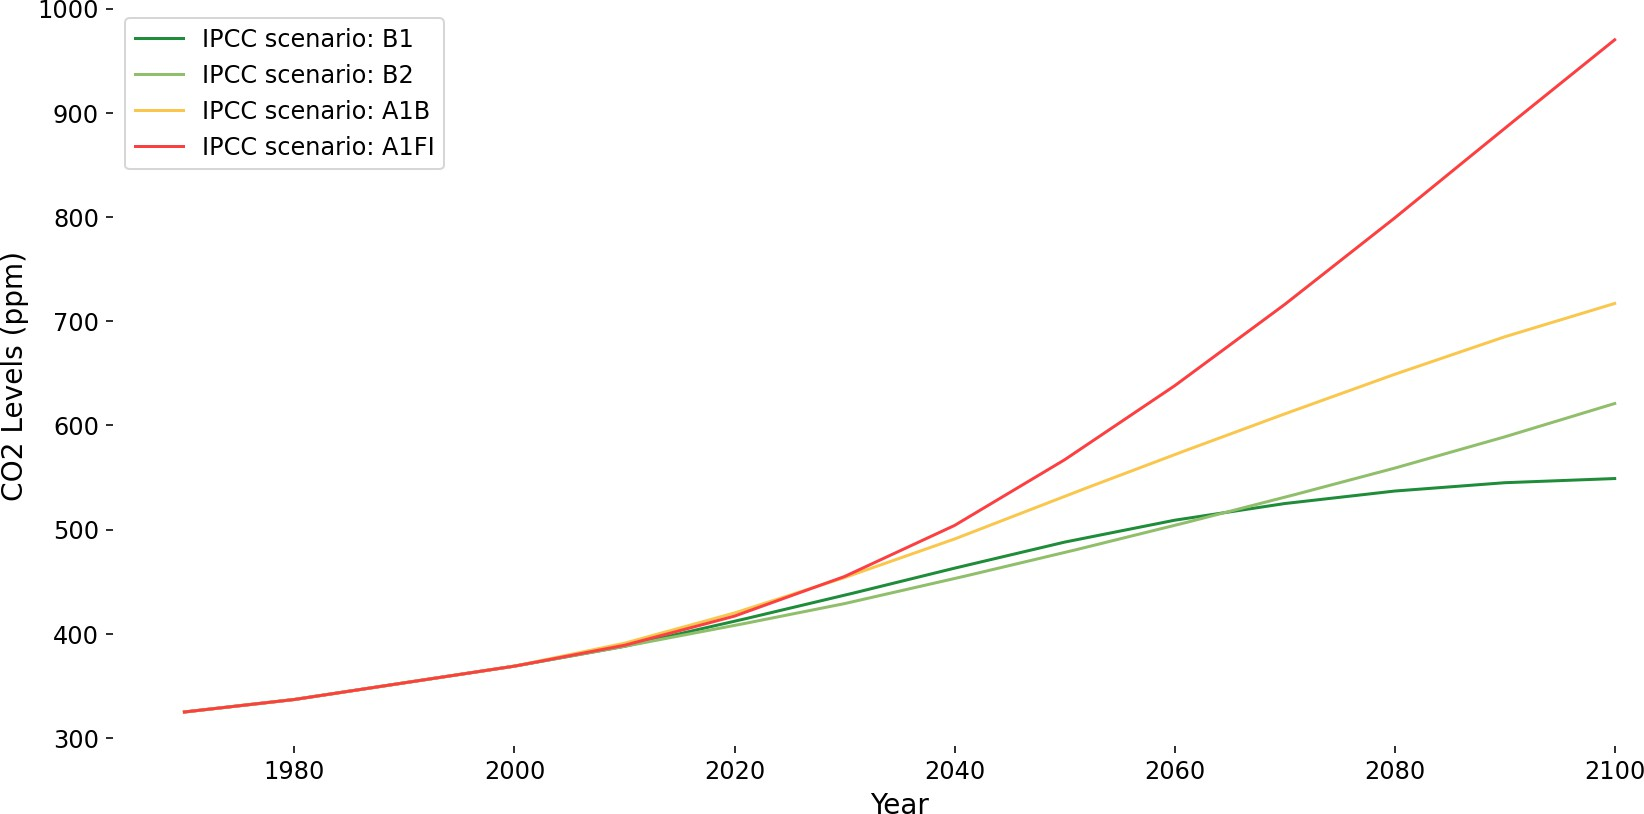 1000
900
800
700
600
500
400
300
CO2 Levels (ppm)
IPCC scenario: B1
IPCC scenario: B2
IPCC scenario: A1B
IPCC scenario: A1FI
1980 2000 2020 2040 2060 2080 2100
Year